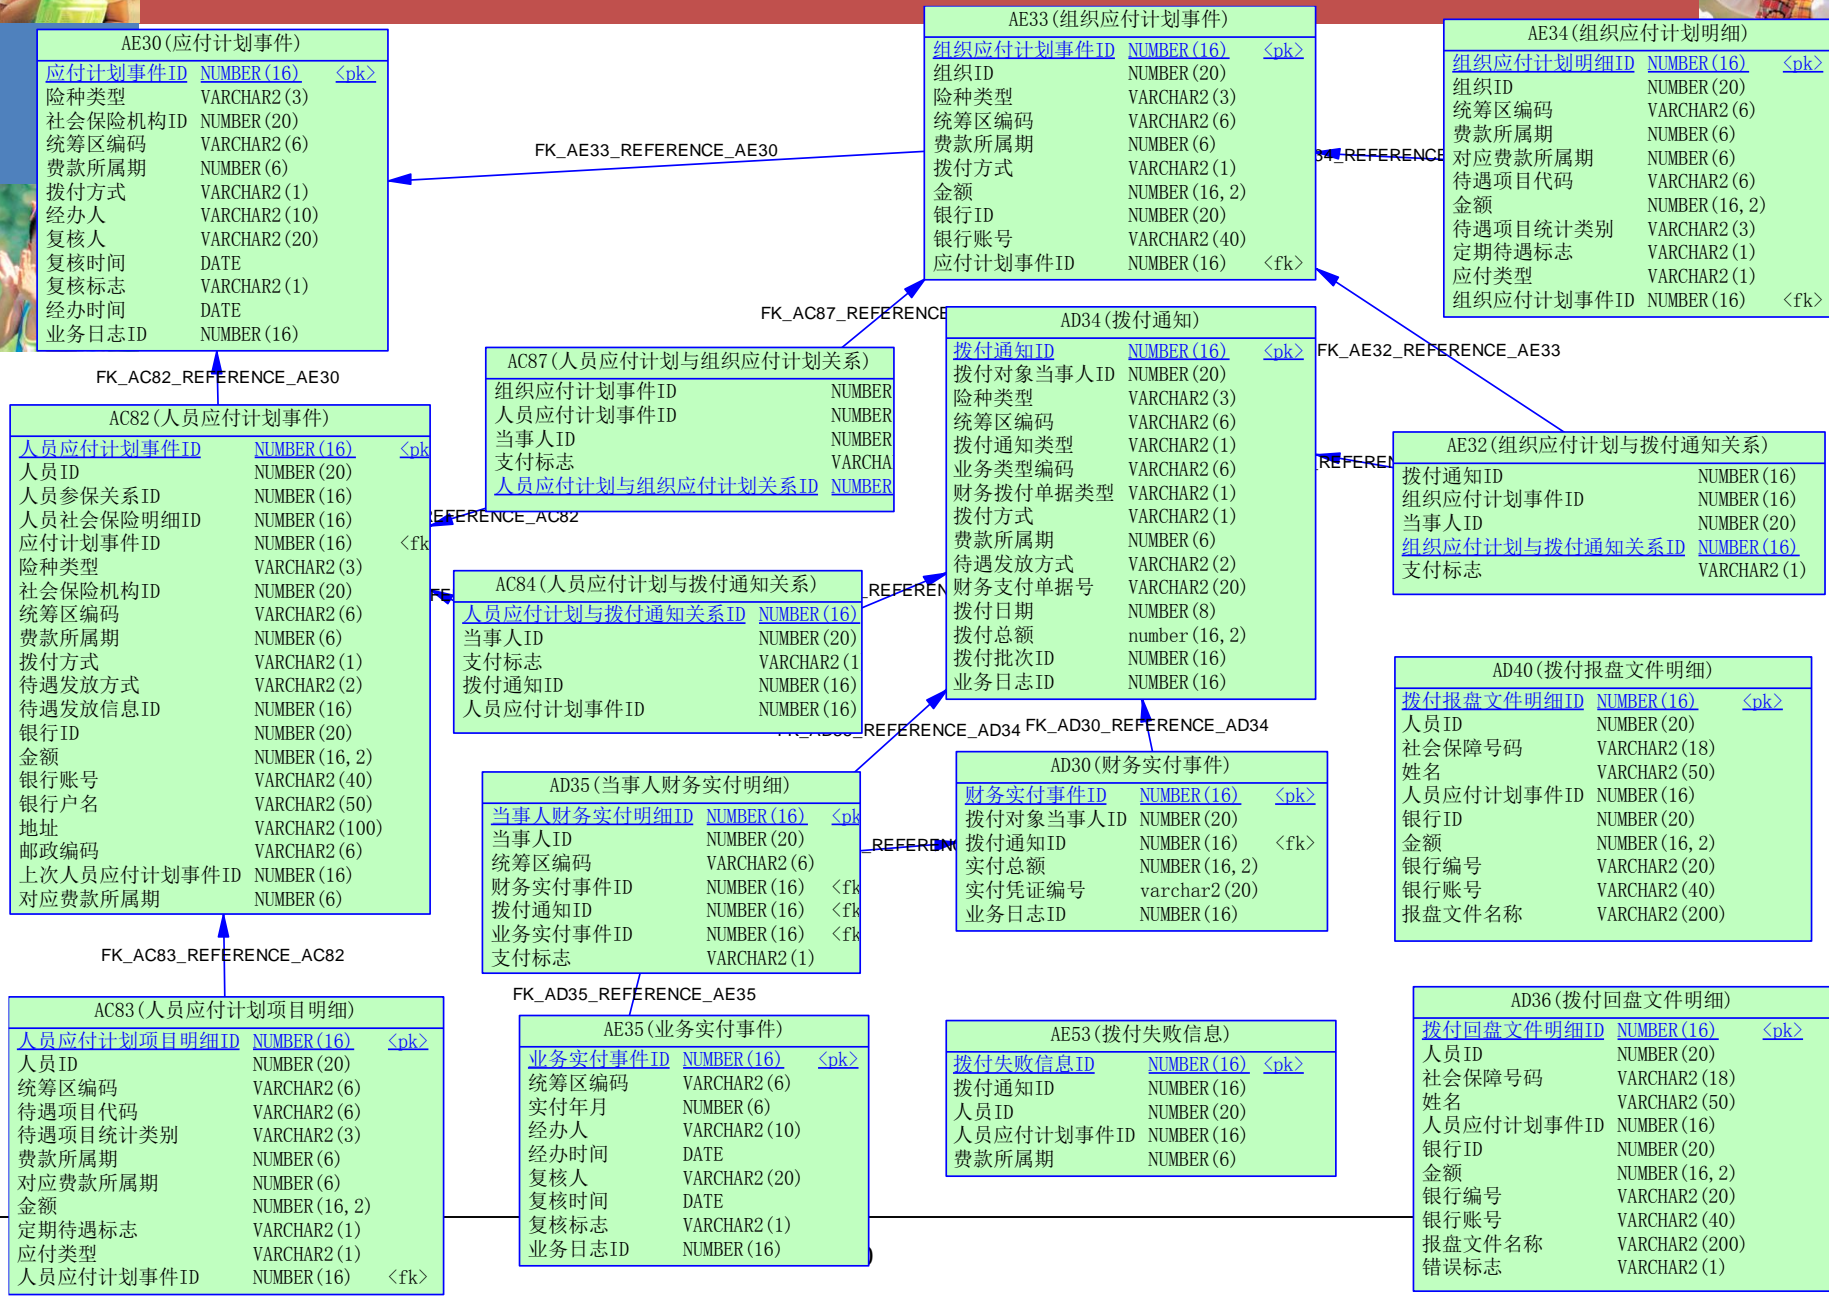 AE30(应付计划事件)
应付计划事件ID NUMBER(16) <pk>
险种类型 VARCHAR2(3)
社会保险机构ID NUMBER(20)
统筹区编码 VARCHAR2(6)
费款所属期 NUMBER(6)
拨付方式 VARCHAR2(1)
经办人 VARCHAR2(10)
复核人 VARCHAR2(20)
复核时间 DATE
复核标志 VARCHAR2(1)
经办时间 DATE
业务日志ID NUMBER(16)
FK_AE33_REFERENCE_AE30
AE33(组织应付计划事件)
组织应付计划事件ID NUMBER(16) <pk>
组织ID NUMBER(20)
险种类型 VARCHAR2(3)
统筹区编码 VARCHAR2(6)
费款所属期 NUMBER(6)
拨付方式 VARCHAR2(1)
金额 NUMBER(16,2)
银行ID NUMBER(20)
银行账号 VARCHAR2(40)
应付计划事件ID NUMBER(16) <fk>
34_REFERENCE
AE34(组织应付计划明细)
组织应付计划明细ID NUMBER(16) <pk>
组织ID NUMBER(20)
统筹区编码 VARCHAR2(6)
费款所属期 NUMBER(6)
对应费款所属期 NUMBER(6)
待遇项目代码 VARCHAR2(6)
金额 NUMBER(16,2)
待遇项目统计类别 VARCHAR2(3)
定期待遇标志 VARCHAR2(1)
应付类型 VARCHAR2(1)
组织应付计划事件ID NUMBER(16) <fk>
FK_AC82_REFERENCE_AE30
FK_AC87_REFERENCE
FK_AE32_REFERENCE_AE33
AC87(人员应付计划与组织应付计划关系)
组织应付计划事件ID NUMBER
人员应付计划事件ID NUMBER
当事人ID NUMBER
支付标志 VARCHA
人员应付计划与组织应付计划关系ID NUMBER
EFERENCE_AC82
AD34(拨付通知)
拨付通知ID NUMBER(16) <pk>
拨付对象当事人ID NUMBER(20)
险种类型 VARCHAR2(3)
统筹区编码 VARCHAR2(6)
拨付通知类型 VARCHAR2(1)
业务类型编码 VARCHAR2(6)
财务拨付单据类型 VARCHAR2(1)
拨付方式 VARCHAR2(1)
费款所属期 NUMBER(6)
待遇发放方式 VARCHAR2(2)
财务支付单据号 VARCHAR2(20)
拨付日期 NUMBER(8)
拨付总额 number(16,2)
拨付批次ID NUMBER(16)
业务日志ID NUMBER(16)
REFEREN
AE32(组织应付计划与拨付通知关系)
拨付通知ID NUMBER(16)
组织应付计划事件ID NUMBER(16)
当事人ID NUMBER(20)
组织应付计划与拨付通知关系ID NUMBER(16)
支付标志 VARCHAR2(1)
AC82(人员应付计划事件)
人员应付计划事件ID NUMBER(16) <pk
人员ID NUMBER(20)
人员参保关系ID NUMBER(16)
人员社会保险明细ID NUMBER(16)
应付计划事件ID NUMBER(16) <fk
险种类型 VARCHAR2(3)
社会保险机构ID NUMBER(20)
统筹区编码 VARCHAR2(6)
费款所属期 NUMBER(6)
拨付方式 VARCHAR2(1)
待遇发放方式 VARCHAR2(2)
待遇发放信息ID NUMBER(16)
银行ID NUMBER(20)
金额 NUMBER(16,2)
银行账号 VARCHAR2(40)
银行户名 VARCHAR2(50)
地址 VARCHAR2(100)
邮政编码 VARCHAR2(6)
上次人员应付计划事件ID NUMBER(16)
对应费款所属期 NUMBER(6)
AC84(人员应付计划与拨付通知关系)
人员应付计划与拨付通知关系ID NUMBER(16)
当事人ID NUMBER(20)
支付标志 VARCHAR2(1
拨付通知ID NUMBER(16)
人员应付计划事件ID NUMBER(16)
_REFEREN
REFERENCE_AD34
FK_AD30_REFERENCE_AD34
AD40(拨付报盘文件明细)
拨付报盘文件明细ID NUMBER(16) <pk>
人员ID NUMBER(20)
社会保障号码 VARCHAR2(18)
姓名 VARCHAR2(50)
人员应付计划事件ID NUMBER(16)
银行ID NUMBER(20)
金额 NUMBER(16,2)
银行编号 VARCHAR2(20)
银行账号 VARCHAR2(40)
报盘文件名称 VARCHAR2(200)
AD35(当事人财务实付明细)
当事人财务实付明细ID NUMBER(16) <pk
当事人ID NUMBER(20)
统筹区编码 VARCHAR2(6)
财务实付事件ID NUMBER(16) <fk
拨付通知ID NUMBER(16) <fk
业务实付事件ID NUMBER(16) <fk
支付标志 VARCHAR2(1)
_REFEREN
AD30(财务实付事件)
财务实付事件ID NUMBER(16) <pk>
拨付对象当事人ID NUMBER(20)
拨付通知ID NUMBER(16) <fk>
实付总额 NUMBER(16,2)
实付凭证编号 varchar2(20)
业务日志ID NUMBER(16)
FK_AC83_REFERENCE_AC82
FK_AD35_REFERENCE_AE35
AC83(人员应付计划项目明细)
人员应付计划项目明细ID NUMBER(16) <pk>
人员ID NUMBER(20)
统筹区编码 VARCHAR2(6)
待遇项目代码 VARCHAR2(6)
待遇项目统计类别 VARCHAR2(3)
费款所属期 NUMBER(6)
对应费款所属期 NUMBER(6)
金额 NUMBER(16,2)
定期待遇标志 VARCHAR2(1)
应付类型 VARCHAR2(1)
人员应付计划事件ID NUMBER(16) <fk>
AE35(业务实付事件)
业务实付事件ID NUMBER(16) <pk>
统筹区编码 VARCHAR2(6)
实付年月 NUMBER(6)
经办人 VARCHAR2(10)
经办时间 DATE
复核人 VARCHAR2(20)
复核时间 DATE
复核标志 VARCHAR2(1)
业务日志ID NUMBER(16)
AE53(拨付失败信息)
拨付失败信息ID NUMBER(16) <pk>
拨付通知ID NUMBER(16)
人员ID NUMBER(20)
人员应付计划事件ID NUMBER(16)
费款所属期 NUMBER(6)
AD36(拨付回盘文件明细)
拨付回盘文件明细ID NUMBER(16) <pk>
人员ID NUMBER(20)
社会保障号码 VARCHAR2(18)
姓名 VARCHAR2(50)
人员应付计划事件ID NUMBER(16)
银行ID NUMBER(20)
金额 NUMBER(16,2)
银行编号 VARCHAR2(20)
银行账号 VARCHAR2(40)
报盘文件名称 VARCHAR2(200)
错误标志 VARCHAR2(1)